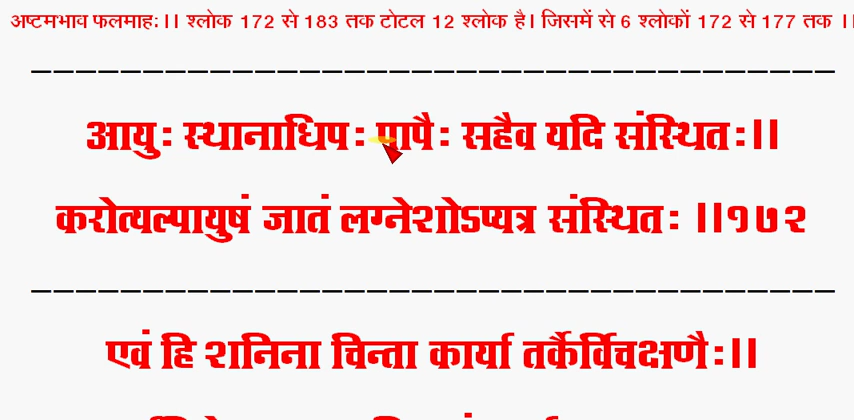 अष्टमभाव फलमाहः।। श्लोक 172 से 183 तक टोटल 12 श्लोक है। जिसमें से 6 श्लोकों 172 से 177 तक ।।
आयुः स्थानाधिपः पापैः सहैव यदि संस्थितः।।
करोत्यल्पायुषं जातं लग्नेशोऽप्यत्र संस्थितः ।।१७२
एवं हि शनिना चिन्ता कार्या तर्कैर्विचक्षणैः।।